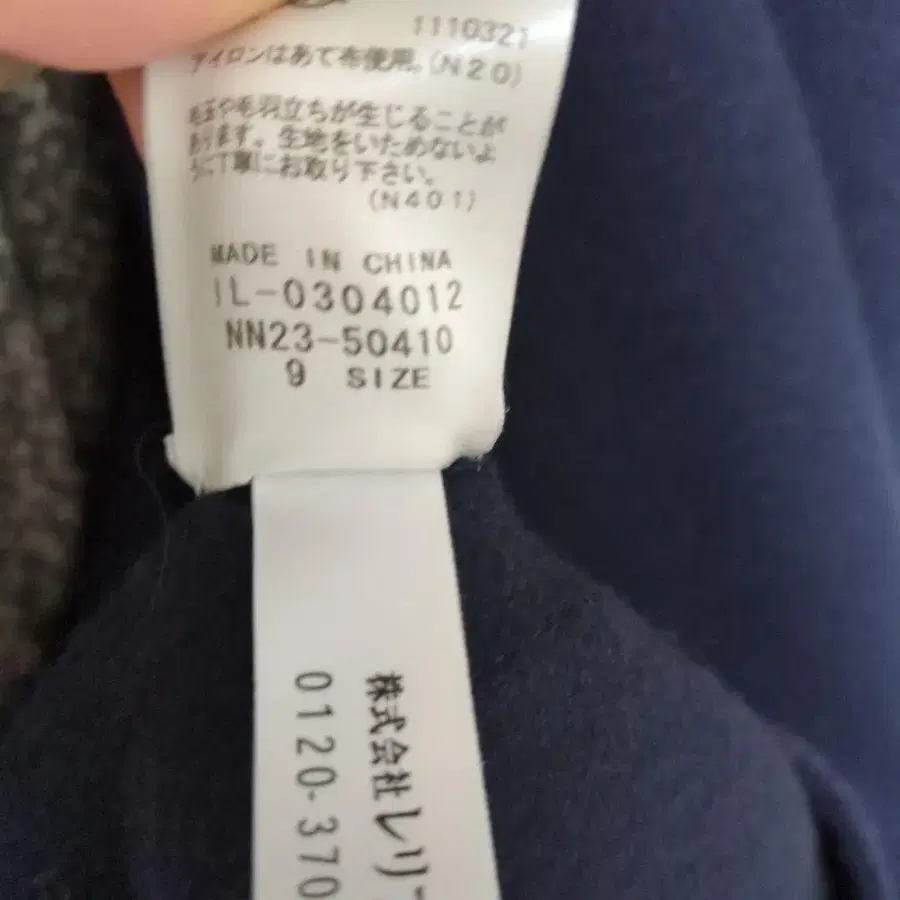 1110321
アイロンはあて布使用。(N20)
毛玉や毛羽立ちが生じることが
あります。生地をいためないよ
うに丁寧にお取り下さい。
(N401)
MADE IN CHINA
IL-0304012
NN23-50410
9 SIZE
株式会社レリ
0120-370